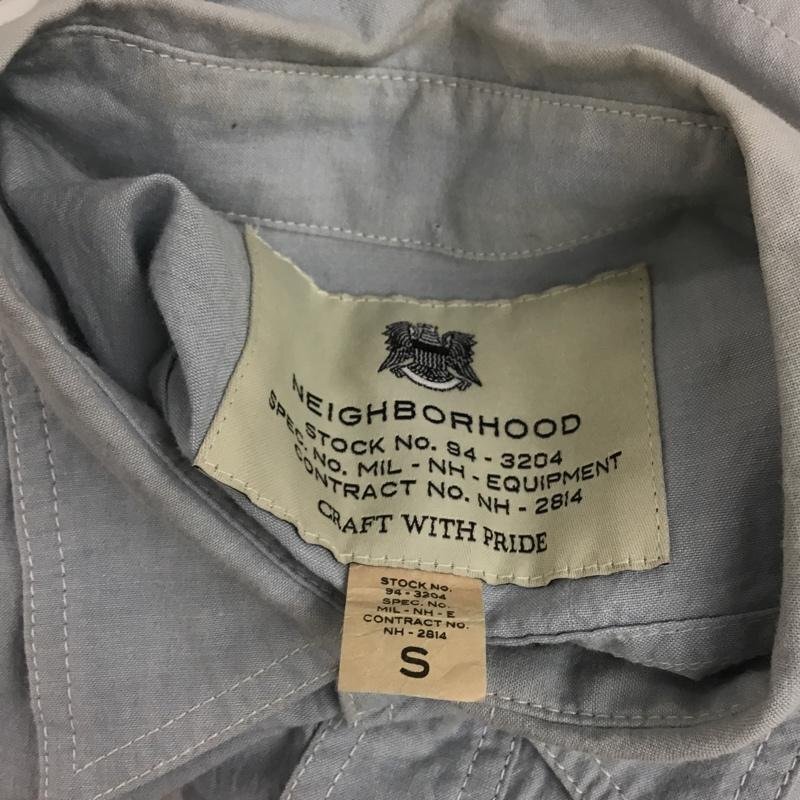 NEIGHBORHOOD
STOCK No. 94 - 3204
SPEC. No. MIL - NH - EQUIPMENT
CONTRACT No. NH - 2814
CRAFT WITH PRIDE
STOCK No.
94 - 3204
SPEC. No.
MIL - NH - E
CONTRACT No.
NH - 2814
S